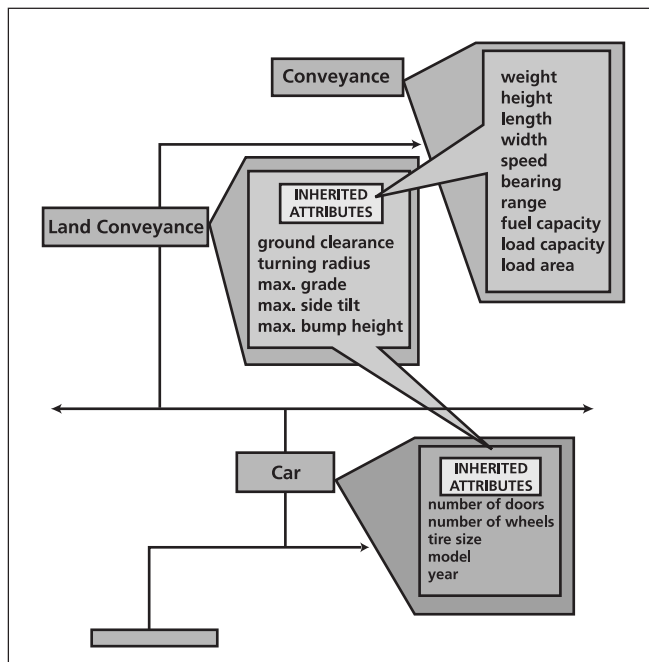 Conveyance
weight
height
length
width
speed
bearing
range
fuel capacity
load capacity
load area
Land Conveyance
INHERITED
ATTRIBUTES
ground clearance
turning radius
max. grade
max. side tilt
max. bump height
Car
INHERITED
ATTRIBUTES
number of doors
number of wheels
tire size
model
year